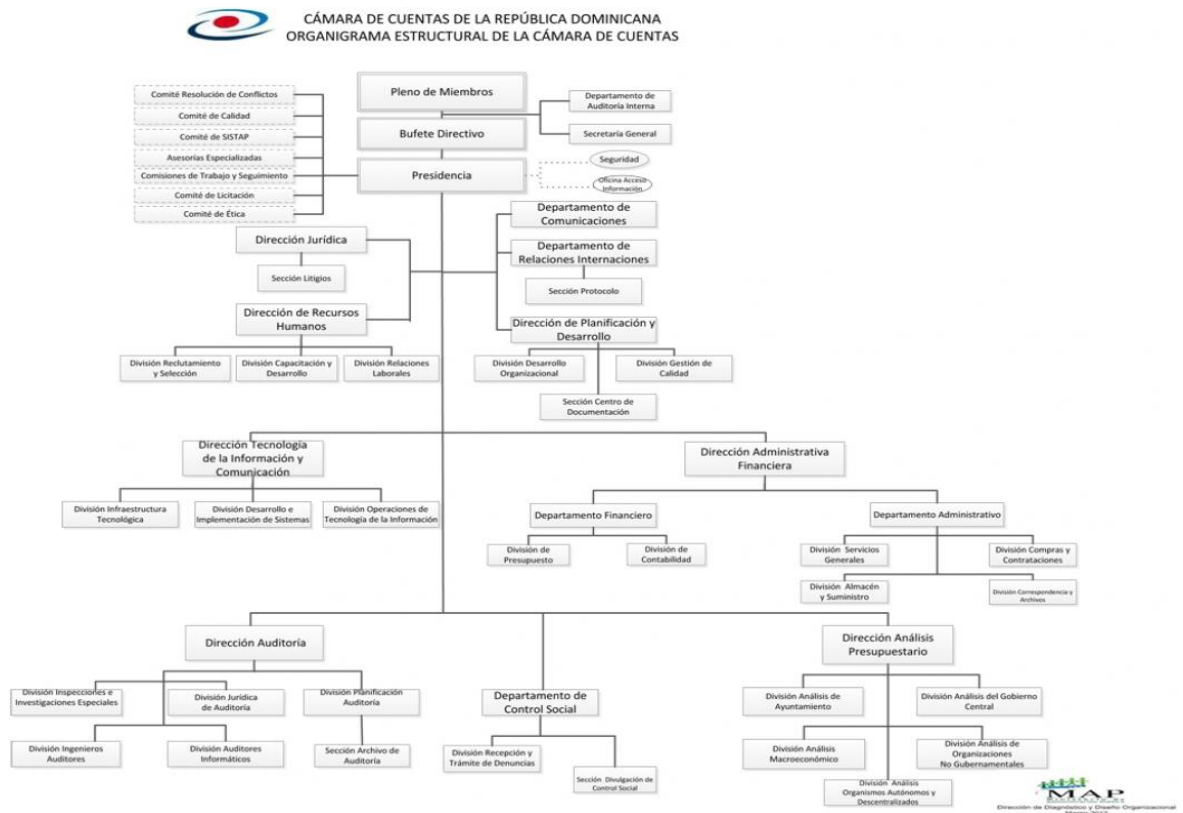 CÁMARA DE CUENTAS DE LA REPÚBLICA DOMINICANA
ORGANIGRAMA ESTRUCTURAL DE LA CÁMARA DE CUENTAS
Pleno de Miembros
Bufete Directivo
Presidencia
Comité Resolución de Conflictos
Comité de Calidad
Comité de SISTAP
Asesorías Especializadas
Comisiones de Trabajo y Seguimiento
Comité de Licitación
Comité de Ética
Departamento de
Auditoría Interna
Secretaría General
Seguridad
Oficina Acceso
Información
Dirección Jurídica
Sección Litigios
Dirección de Recursos
Humanos
División Reclutamiento
y Selección
División Capacitación y
Desarrollo
División Relaciones
Laborales
Departamento de
Comunicaciones
Departamento de
Relaciones Internaciones
Sección Protocolo
Dirección de Planificación y
Desarrollo
División Desarrollo
Organizacional
División Gestión de
Calidad
Sección Centro de
Documentación
Dirección Tecnología
de la Información y
Comunicación
División Infraestructura
Tecnológica
División Desarrollo e
Implementación de Sistemas
División Operaciones de
Tecnología de la Información
Dirección Administrativa
Financiera
Departamento Financiero
División de
Presupuesto
División de
Contabilidad
Departamento Administrativo
División Servicios
Generales
División Compras y
Contrataciones
División Almacén
y Suministro
División Correspondencia y
Archivos
Dirección Auditoría
División Inspecciones e
Investigaciones Especiales
División Jurídica
de Auditoría
División Planificación
Auditoría
División Ingenieros
Auditores
División Auditores
Informáticos
Sección Archivo de
Auditoría
Departamento de
Control Social
División Recepción y
Trámite de Denuncias
Sección Divulgación de
Control Social
Dirección Análisis
Presupuestario
División Análisis de
Ayuntamiento
División Análisis del Gobierno
Central
División Análisis
Macroeconómico
División Análisis de
Organizaciones
No Gubernamentales
División Análisis
Organismos Autónomos y
Descentralizados
MAP
Dirección de Diagnóstico y Diseño Organizacional